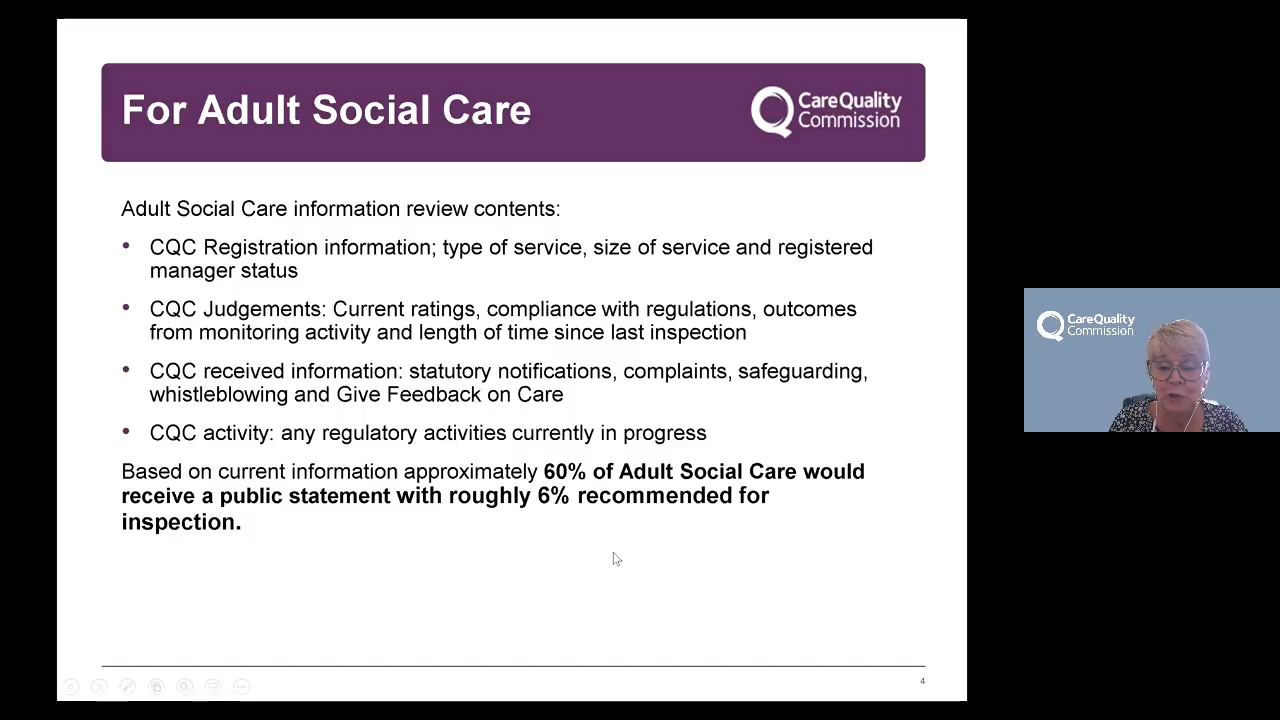 For Adult Social Care
CareQuality
Commission
Adult Social Care information review contents:
• CQC Registration information; type of service, size of service and registered
manager status
• CQC Judgements: Current ratings, compliance with regulations, outcomes
from monitoring activity and length of time since last inspection
• CQC received information: statutory notifications, complaints, safeguarding,
whistleblowing and Give Feedback on Care
• CQC activity: any regulatory activities currently in progress
Based on current information approximately 60% of Adult Social Care would
receive a public statement with roughly 6% recommended for
inspection.
4
CareQuality
Commission